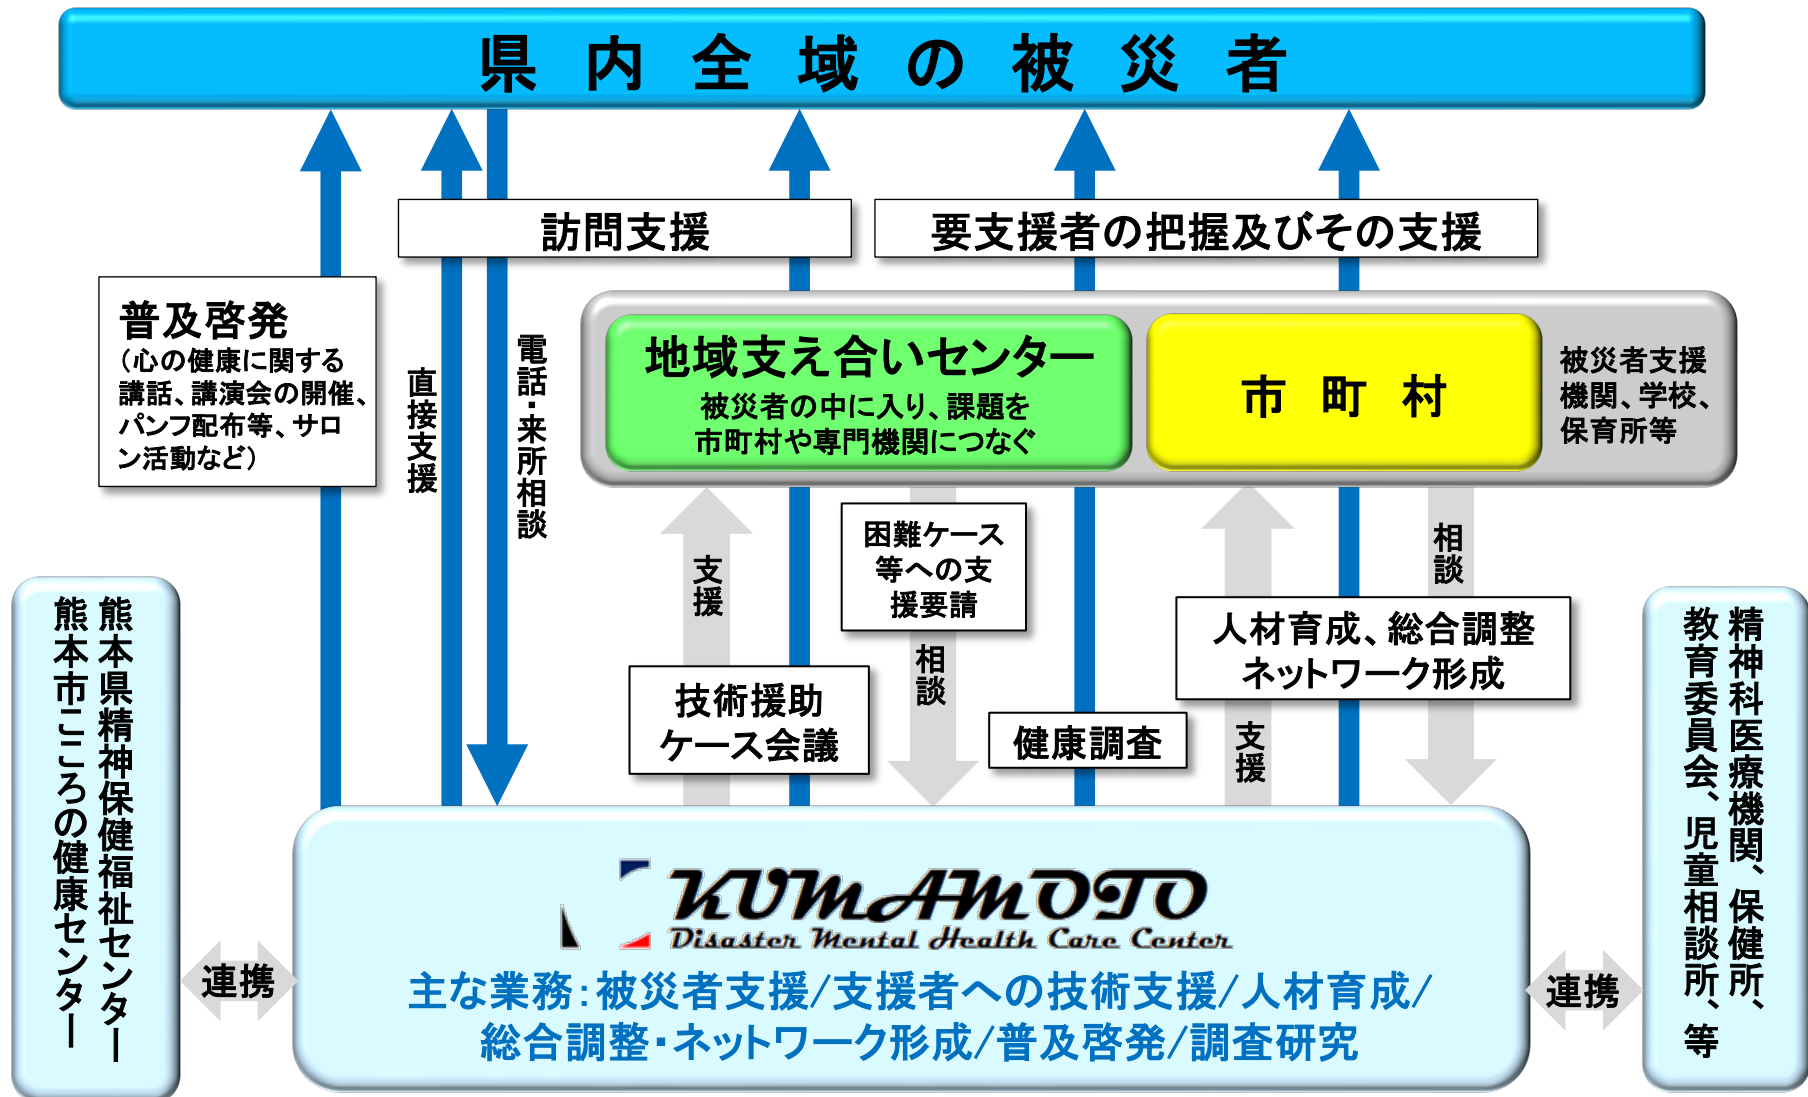 県内全域の被災者
訪問支援
要支援者の把握及びその支援
普及啓発
（心の健康に関する
講話、講演会の開催、
パンフ配布等、サロ
ン活動など）
直接支援
電話・来所相談
地域支え合いセンター
被災者の中に入り、課題を
市町村や専門機関につなぐ
市町村
被災者支援
機関、学校、
保育所等
支援
困難ケース
等への支
援要請
相談
相談
人材育成、総合調整
ネットワーク形成
技術援助
ケース会議
健康調査
支援
熊本県精神保健福祉センター
熊本市こころの健康センター
精神科医療機関、保健所、
教育委員会、児童相談所、等
連携
連携
KUMAMOTO
Disaster Mental Health Care Center
主な業務：被災者支援/支援者への技術支援/人材育成/
総合調整・ネットワーク形成/普及啓発/調査研究